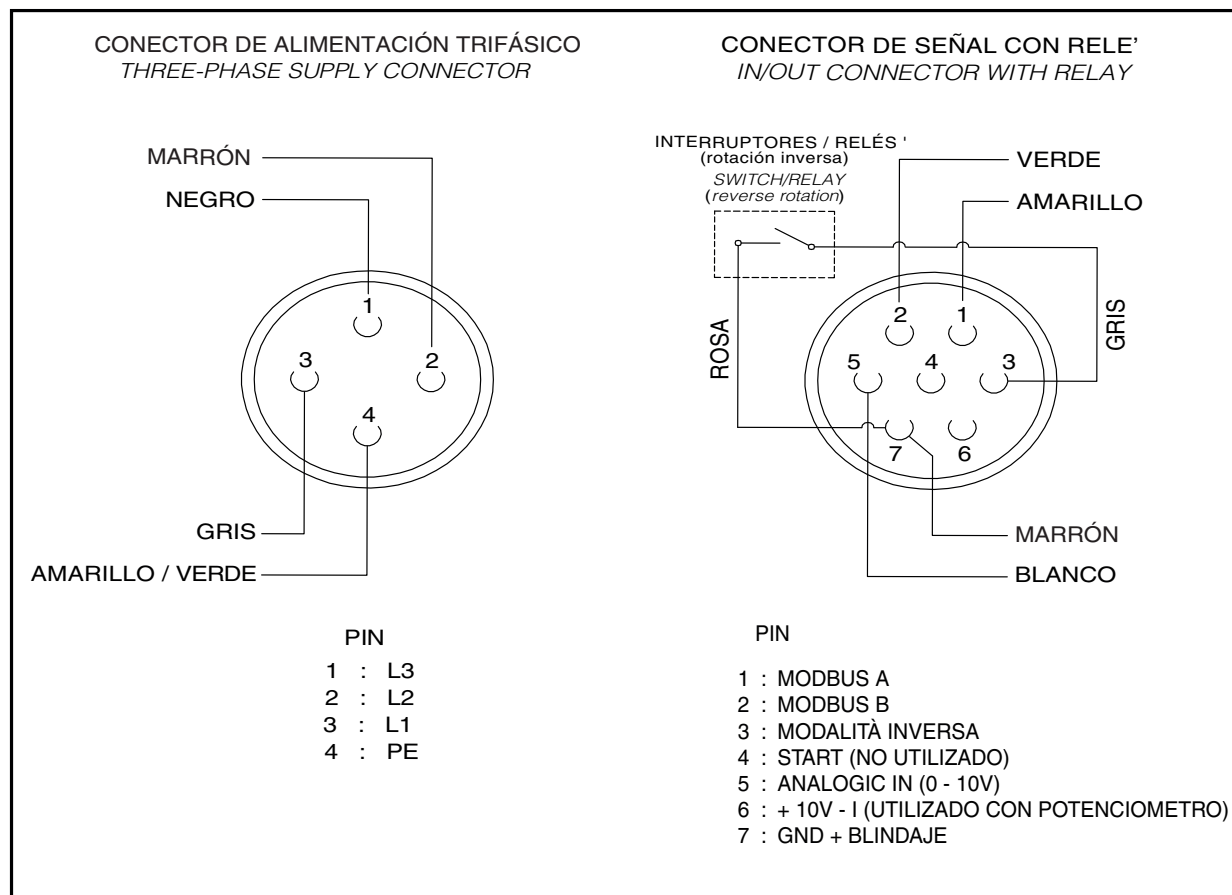 CONECTOR DE ALIMENTACIÓN TRIFÁSICO
THREE-PHASE SUPPLY CONNECTOR
MARRÓN
NEGRO
1
3
2
4
GRIS
AMARILLO / VERDE
PIN
1 : L3
2 : L2
3 : L1
4 : PE
CONECTOR DE SEÑAL CON RELE’
IN/OUT CONNECTOR WITH RELAY
INTERRUPTORES / RELÉS '
(rotación inversa)
SWITCH/RELAY
(reverse rotation)
VERDE
AMARILLO
ROSA
GRIS
2
1
5
4
3
7
6
MARRÓN
BLANCO
PIN
1 : MODBUS A
2 : MODBUS B
3 : MODALITÀ INVERSA
4 : START (NO UTILIZADO)
5 : ANALOGIC IN (0 - 10V)
6 : + 10V - I (UTILIZADO CON POTENCIOMETRO)
7 : GND + BLINDAJE